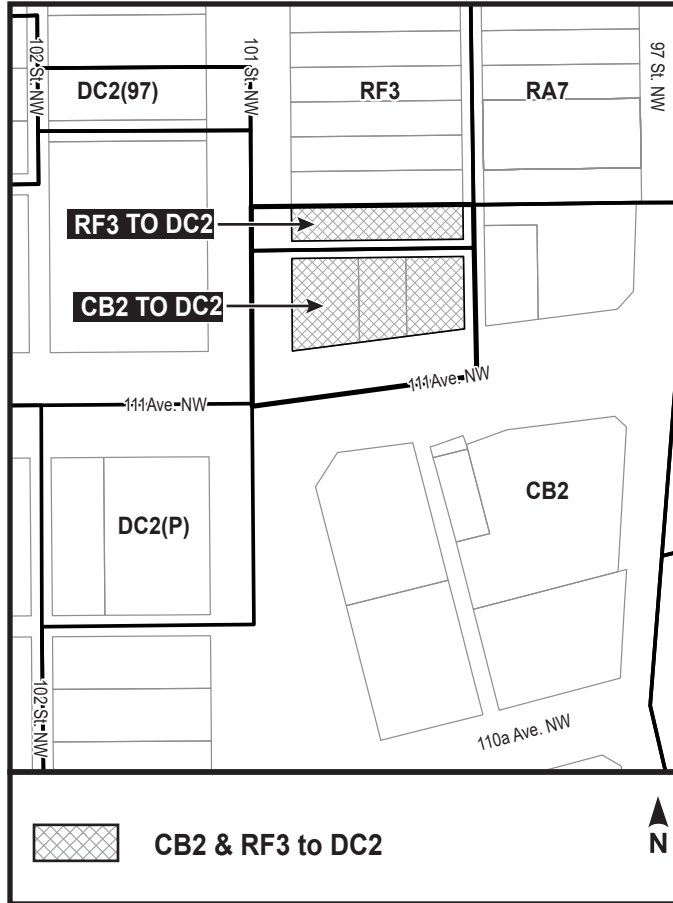 102 St. NW
101 St. NW
97 St. NW
DC2(97)
RF3
RA7
RF3 TO DC2
CB2 TO DC2
111 Ave. NW
111 Ave. NW
CB2
DC2(P)
102 St. NW
110a Ave. NW
CB2 & RF3 to DC2
N